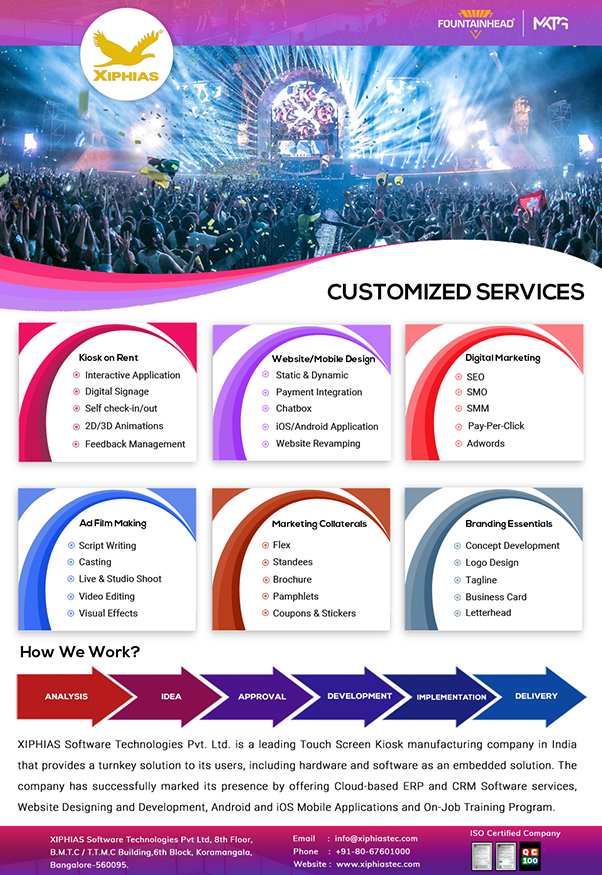 XIPHIAS
FOUNTAINHEAD
MKTG
CUSTOMIZED SERVICES
Kiosk on Rent
Interactive Application
Digital Signage
Self check-in/out
2D/3D Animations
Feedback Management
Website/Mobile Design
Static & Dynamic
Payment Integration
Chatbox
iOS/Android Application
Website Revamping
Digital Marketing
SEO
SMO
SMM
Pay-Per-Click
Adwords
Ad Film Making
Script Writing
Casting
Live & Studio Shoot
Video Editing
Visual Effects
Marketing Collaterals
Flex
Standees
Brochure
Pamphlets
Coupons & Stickers
Branding Essentials
Concept Development
Logo Design
Tagline
Business Card
Letterhead
How We Work?
ANALYSIS
IDEA
APPROVAL
DEVELOPMENT
IMPLEMENTATION
DELIVERY
XIPHIAS Software Technologies Pvt. Ltd. is a leading Touch Screen Kiosk manufacturing company in India
that provides a turnkey solution to its users, including hardware and software as an embedded solution. The
company has successfully marked its presence by offering Cloud-based ERP and CRM Software services,
Website Designing and Development, Android and iOS Mobile Applications and On-Job Training Program.
XIPHIAS Software Technologies Pvt Ltd, 8th Floor,
B.M.T.C / T.T.M.C Building,6th Block, Koramangala,
Bangalore-560095.
Email : info@xiphiastec.com
Phone : +91-80-67601000
Website : www.xiphiastec.com
ISO Certified Company
QC
100